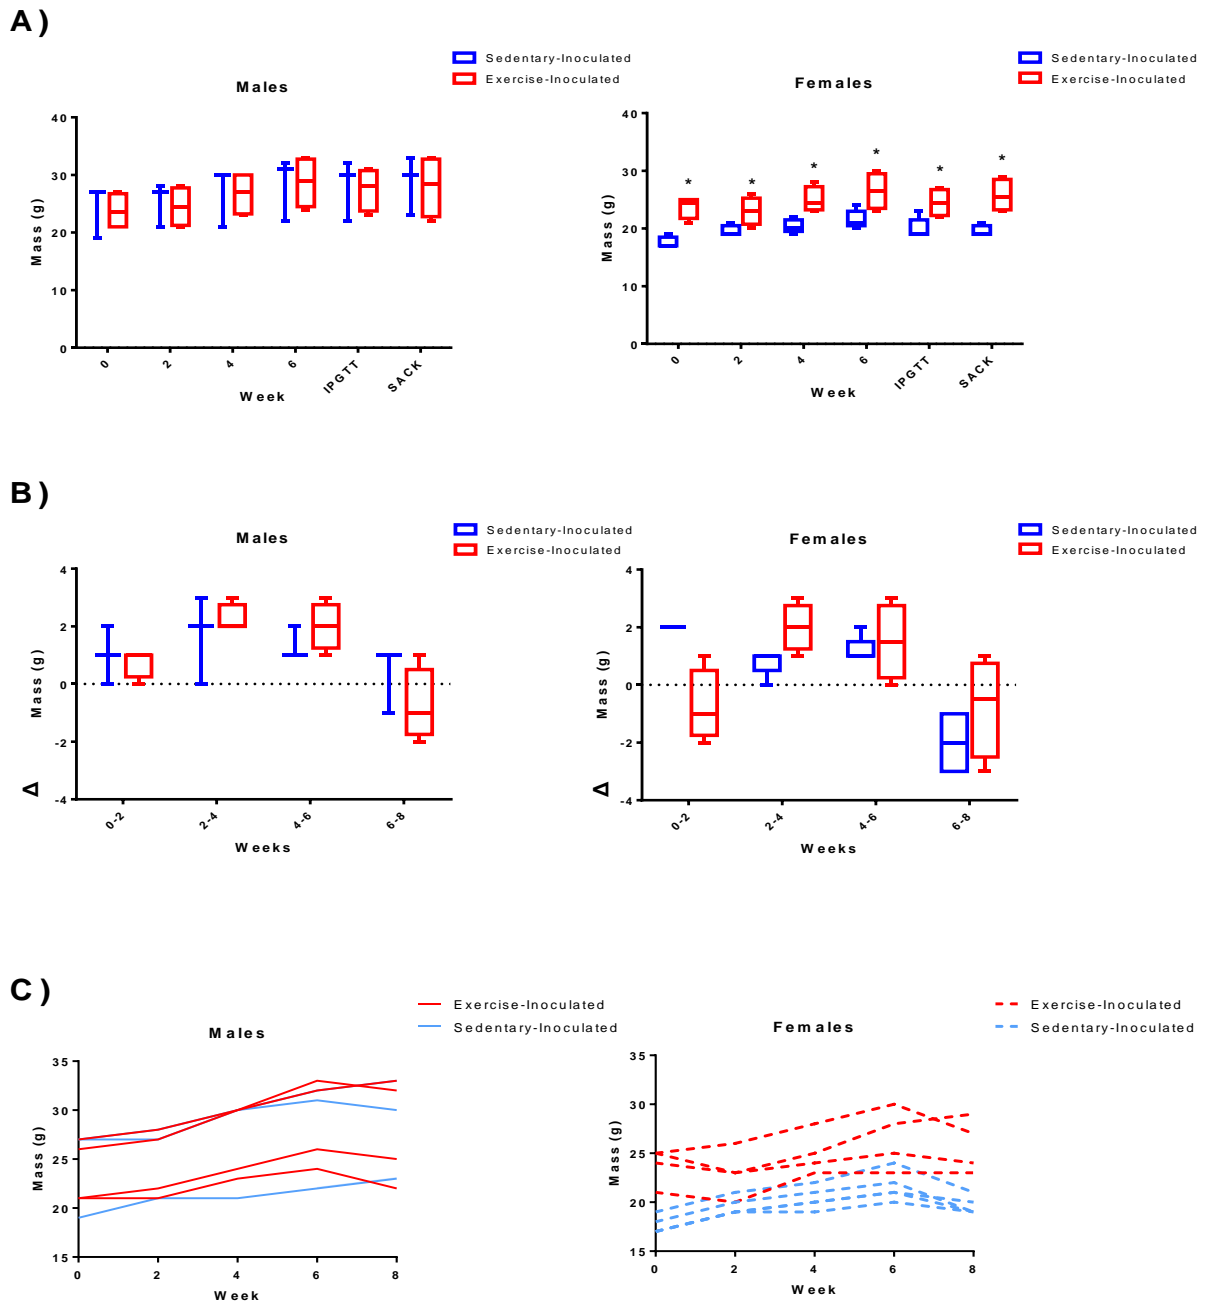 A)
Sedentary-Inoculated
Exercise-Inoculated
Males
Mass (g)
40
30
20
10
0
0
2
4
6
IPGTT
SACK
Week
Sedentary-Inoculated
Exercise-Inoculated
Females
Mass (g)
40
30
20
10
0
*
*
*
*
*
*
0
2
4
6
IPGTT
SACK
Week
B)
Sedentary-Inoculated
Exercise-Inoculated
Males
Δ Mass (g)
4
2
0
-2
-4
0-2
2-4
4-6
6-8
Weeks
Sedentary-Inoculated
Exercise-Inoculated
Females
Δ Mass (g)
4
2
0
-2
-4
0-2
2-4
4-6
6-8
Weeks
C)
Exercise-Inoculated
Sedentary-Inoculated
Males
Mass (g)
35
30
25
20
15
0
2
4
6
8
Week
Exercise-Inoculated
Sedentary-Inoculated
Females
Mass (g)
35
30
25
20
15
0
2
4
6
8
Week